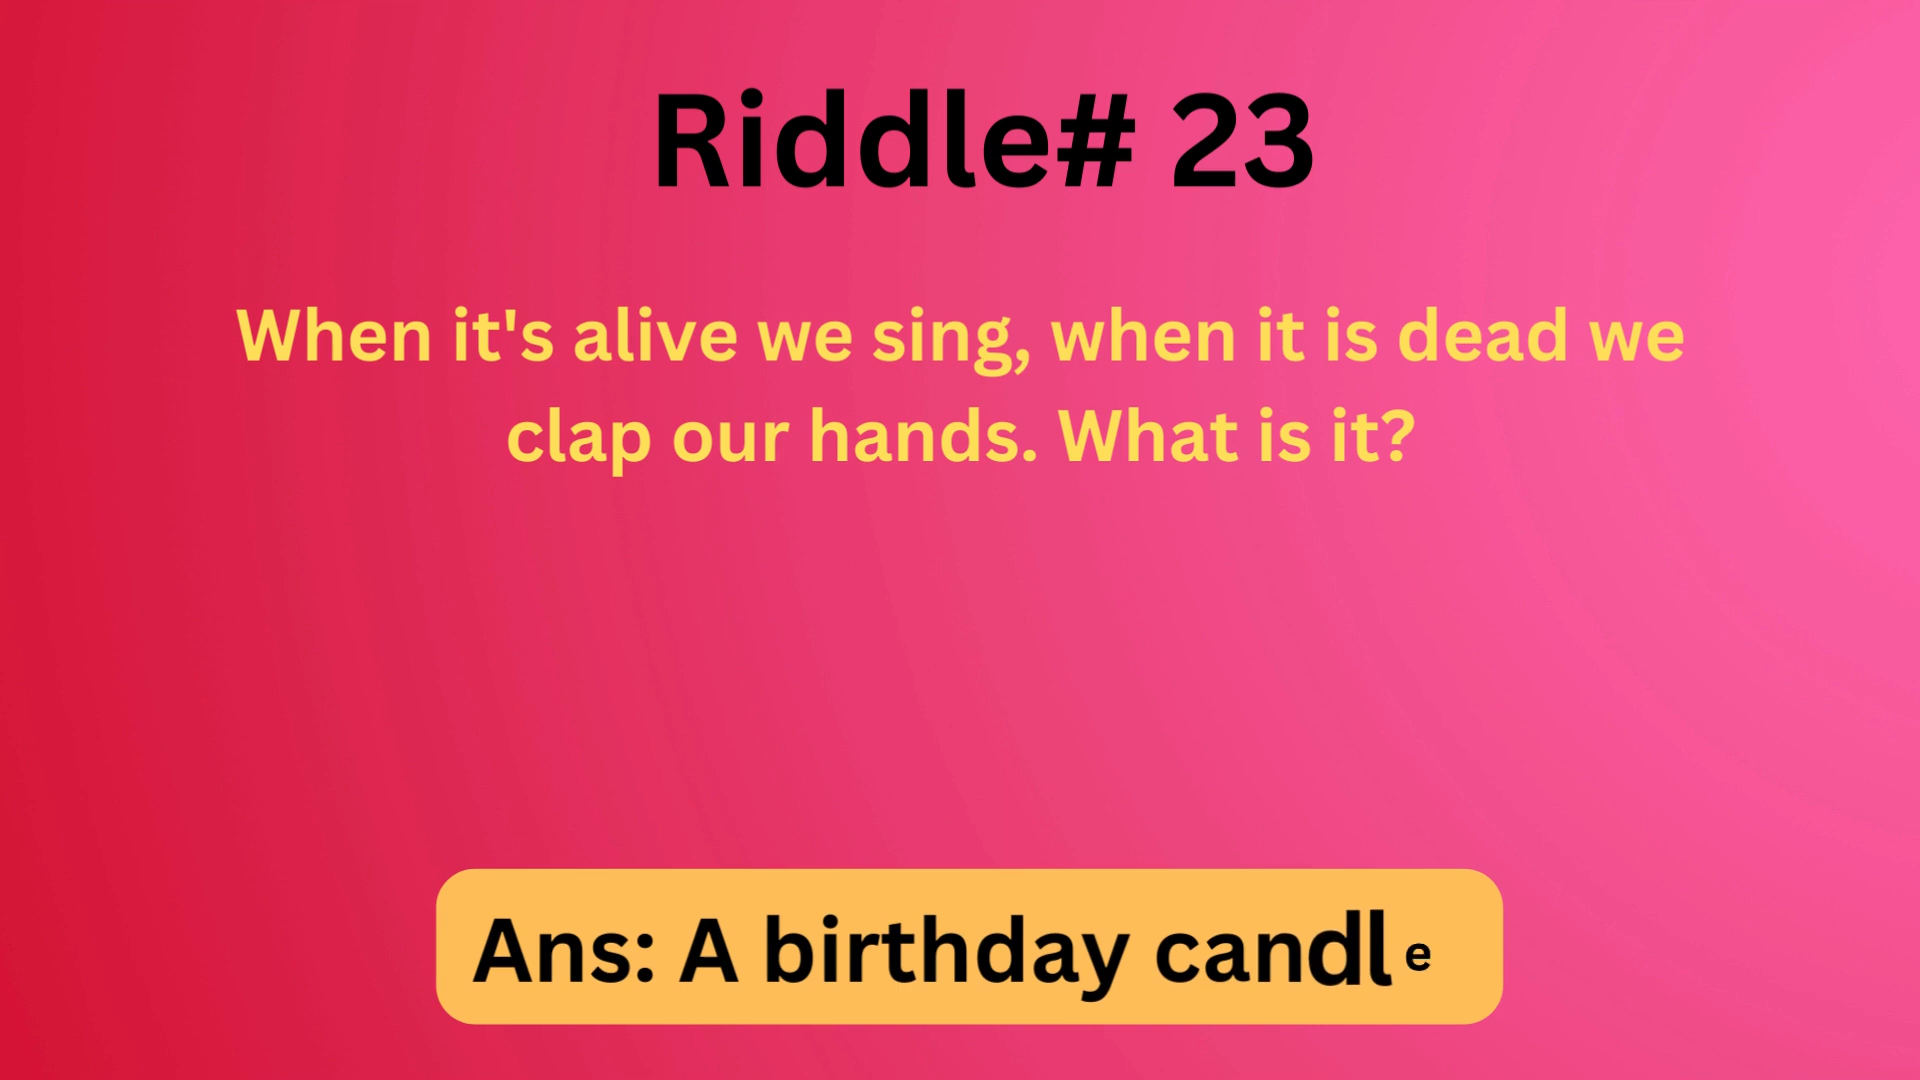 Riddle# 23
When it's alive we sing, when it is dead we
clap our hands. What is it?
Ans: A birthday candle